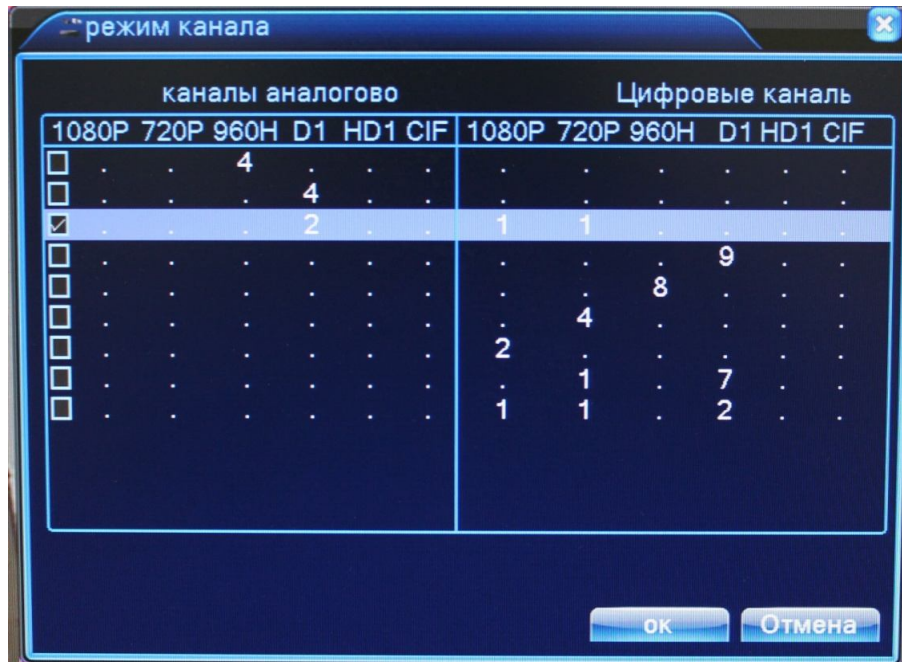 режим канала
каналы аналогово Цифровые каналь
1080P 720P 960H D1 HD1 CIF 1080P 720P 960H D1 HD1 CIF
. . 4 . . . . . . . . .
. . . 4 . . . . . . . .
. . . 2 . . 1 1 . . . .
. . . . . . . . . 9 . .
. . . . . . . . 8 . . .
. . . . . . . 4 . . . .
. . . . . . 2 . . . . .
. . . . . . . 1 . 7 . .
. . . . . . 1 1 . 2 . .
ок Отмена